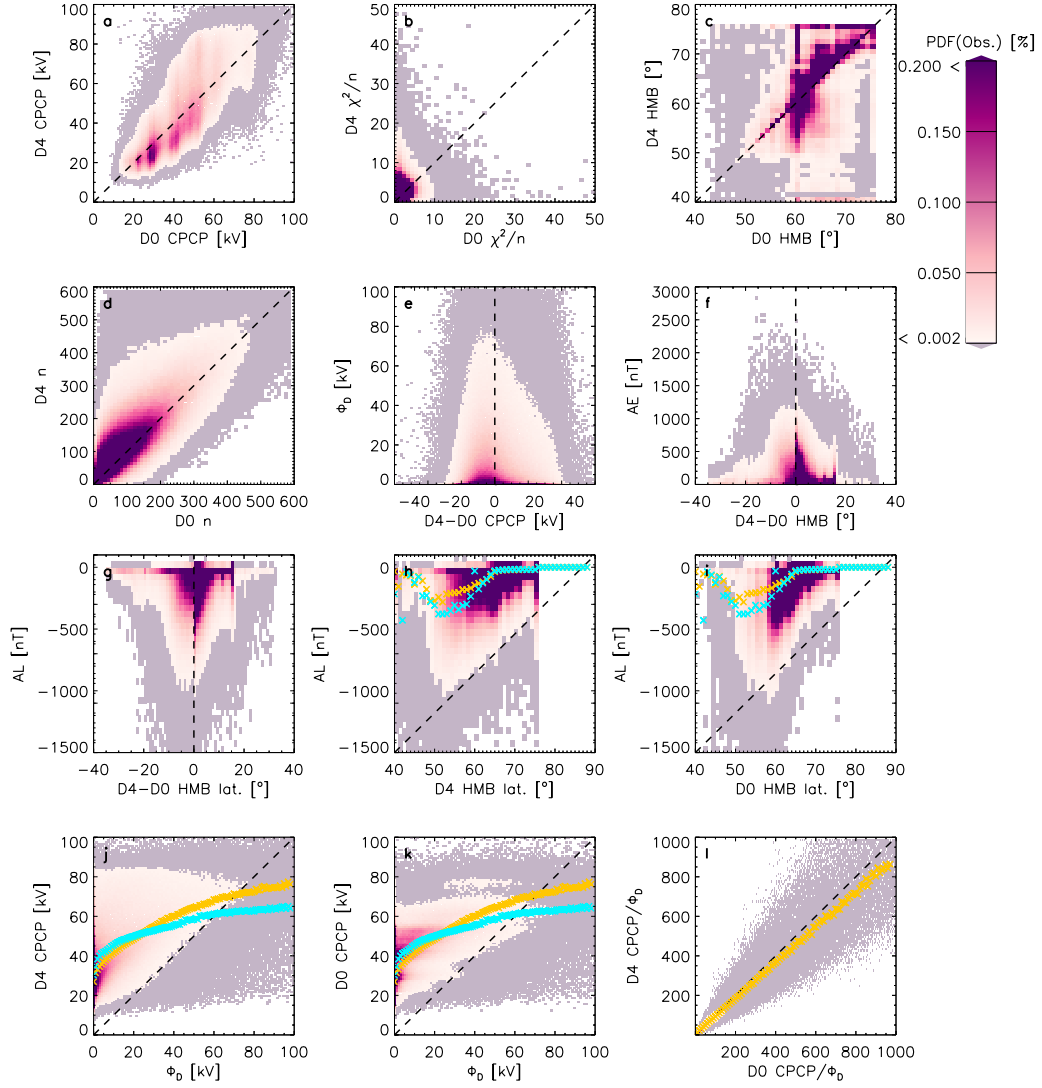 a
D4 CPCP [kV]
100
80
60
40
20
0
0 20 40 60 80 100
D0 CPCP [kV]
b
D4 χ²/n
50
40
30
20
10
0
0 10 20 30 40 50
D0 χ²/n
c
D4 HMB [°]
80
70
60
50
40
40 50 60 70 80
D0 HMB [°]
PDF(Obs.) [%]
0.200 <
0.150
0.100
0.050
< 0.002
d
D4 n
600
500
400
300
200
100
0
0 100 200 300 400 500 600
D0 n
e
Φ_D [kV]
100
80
60
40
20
0
−40 −20 0 20 40
D4−D0 CPCP [kV]
f
AE [nT]
3000
2500
2000
1500
1000
500
0
−40 −20 0 20 40
D4−D0 HMB [°]
g
AL [nT]
0
−500
−1000
−1500
−40 −20 0 20 40
D4−D0 HMB lat. [°]
h
AL [nT]
0
−500
−1000
−1500
40 50 60 70 80 90
D4 HMB lat. [°]
i
AL [nT]
0
−500
−1000
−1500
40 50 60 70 80 90
D0 HMB lat. [°]
j
D4 CPCP [kV]
100
80
60
40
20
0
0 20 40 60 80 100
Φ_D [kV]
k
D0 CPCP [kV]
100
80
60
40
20
0
0 20 40 60 80 100
Φ_D [kV]
l
D4 CPCP/Φ_D
1000
800
600
400
200
200 400 600 800 1000
D0 CPCP/Φ_D